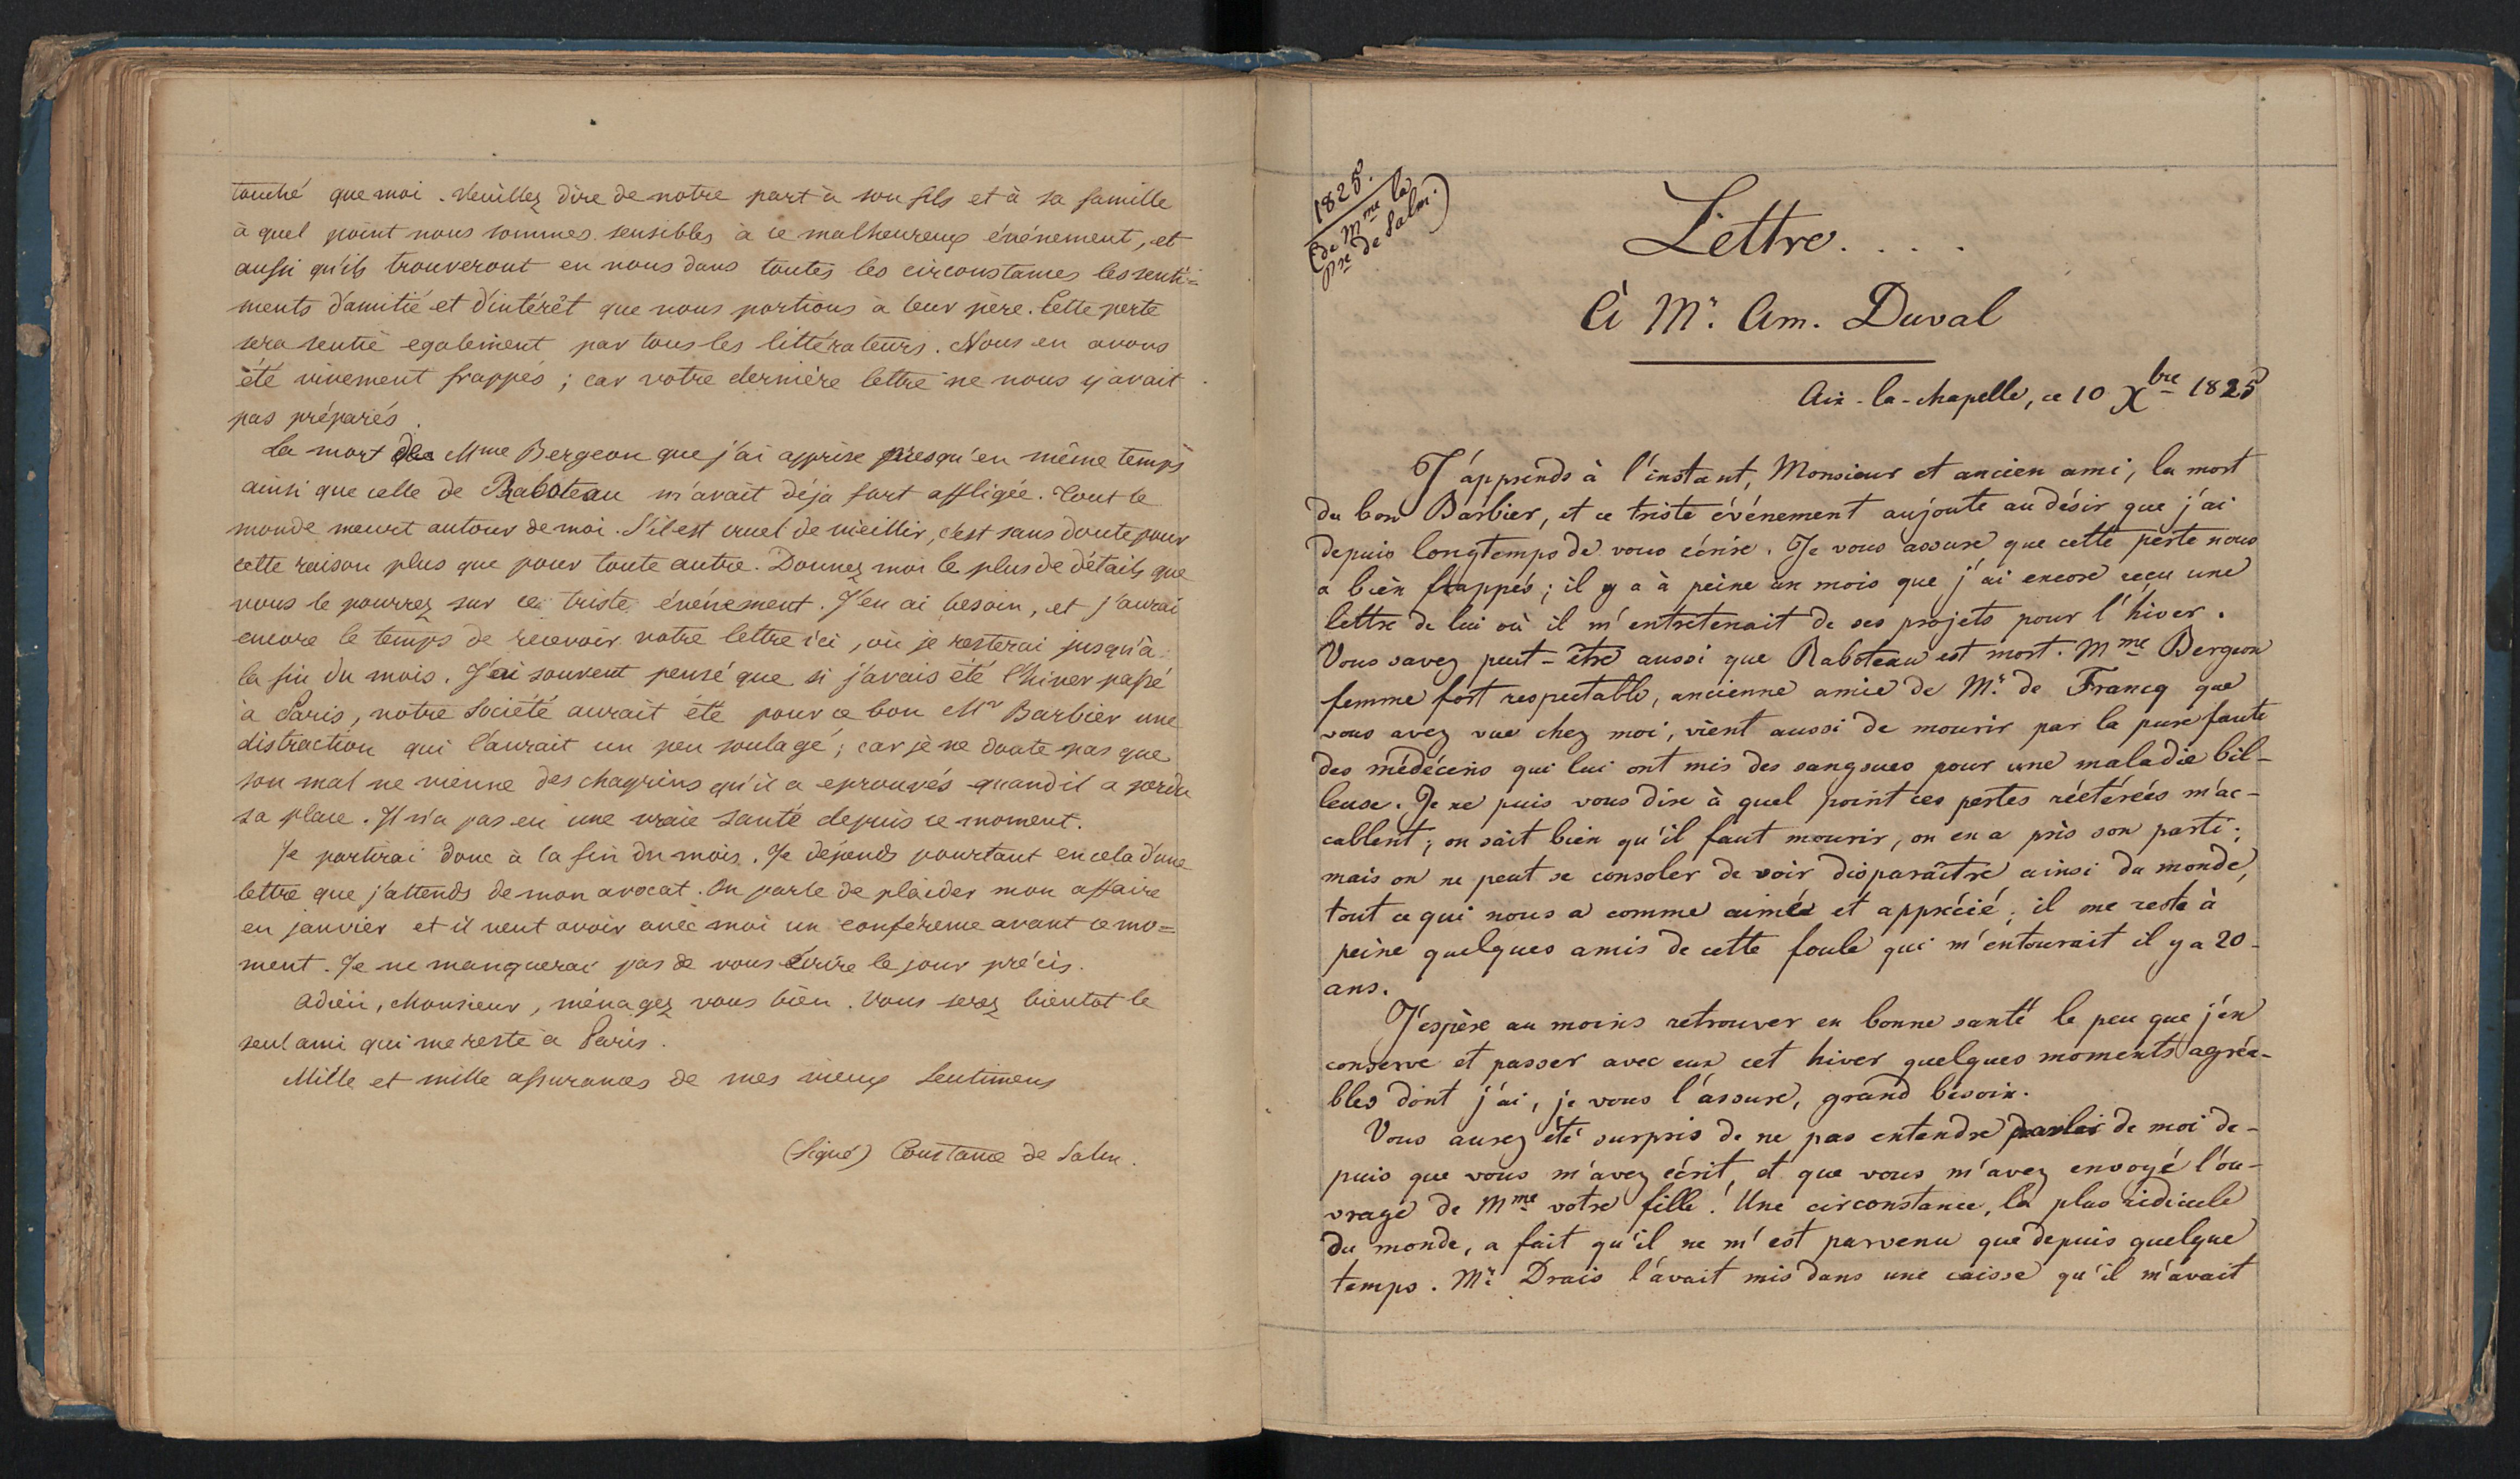 touché que moi. Veuillez dire de notre part à son fils et à sa famille
à quel point nous sommes sensibles à ce malheureux événement, et
aussi qu'ils trouveront en nous dans toutes les circonstances les senti=
ments d'amitié et d'intérêt que nous portions à leur père. Cette perte
sera sentie egalement par tous les littérateurs. Nous en avons
été vivement frappés ; car votre dernière lettre ne nous y avait
pas préparés.
La mort de Mme Bergeon que j'ai apprise presqu'en même temps
ainsi que celle de Raboteau m'avait déja fort affligée. Tout le
monde meurt autour de moi. S'il est cruel de vieillir, c'est sans doute pour
cette raison plus que pour toute autre. Donnez moi le plus de détails que
vous le pourrez sur ce triste événement. J'en ai besoin, et j'aurai
encore le temps de recevoir votre lettre ici, où je resterai jusqu'à
la fin du mois. J'ai souvent pensé que si j'avais été l'hiver passé
à Paris, notre société aurait été pour ce bon Mr Barbier une
distraction qui l'aurait un peu soulagé ; car je ne doute pas que
son mal ne vienne des chagrins qu'il a eprouvés quand il a perdu
sa place. Il n'a pas eu une vraie santé depuis ce moment.
Je partirai donc à la fin du mois. Je dépends pourtant en cela d'une
lettre que j'attends de mon avocat. On parle de plaider mon affaire
en janvier et il veut avoir avec moi un conférence avant ce mo=
ment. Je ne manquerai pas de vous écrire le jour précis.
Adieu, Monsieur, ménagez vous bien. Vous serez bientot le
seul ami qui me reste à Paris.
Mille et mille assurances de mes vieux sentimens
(Signé) Constance de Salm.
1825.
(de Mme la
Pse de Salm.)
Lettre....
à Mr. Am. Duval
Aix-la-chapelle, ce 10 Xbre 1825
J'apprends à l'instant, Monsieur et ancien ami, la mort
du bon Barbier, et ce triste événement aujoute au désir que j'ai
depuis longtemps de vous écrire. Je vous assure que cette perte nous
a bien frappés ; il y a à peine un mois que j'ai encore reçu une
lettre de lui où il m'entretenait de ses projets pour l'hiver.
Vous savez peut-être aussi que Raboteau est mort. Mme Bergeon
femme fort respectable, ancienne amie de Mr. de Francq que
vous avez vue chez moi, vient aussi de mourir par la pure faute
des médécins qui lui ont mis des sangsues pour une maladie bil-
leuse. Je ne puis vous dire à quel point ces pertes réitérées m'ac-
cablent ; on sait bien qu'il faut mourir, on en a pris son parti ;
mais on ne peut se consoler de voir disparaître ainsi du monde,
tout ce qui nous a comme aimée et apprécié ; il me reste à
peine quelques amis de cette foule qui m'entourait il y a 20-
ans.
J'espère au moins retrouver en bonne santé le peu que j'en
conserve et passer avec eux cet hiver quelques moments agréa-
bles dont j'ai, je vous l'assure, grand besoin.
Vous aurez été surpris de ne pas entendre parler de moi de-
puis que vous m'avez écrit, et que vous m'avez envoyé l'ou-
vrage de Mme votre fille ! Une circonstance, la plus ridicule
du monde, a fait qu'il ne m'est parvenu que depuis quelque
temps. Mr. Drais l'avait mis dans une caisse qu'il m'avait